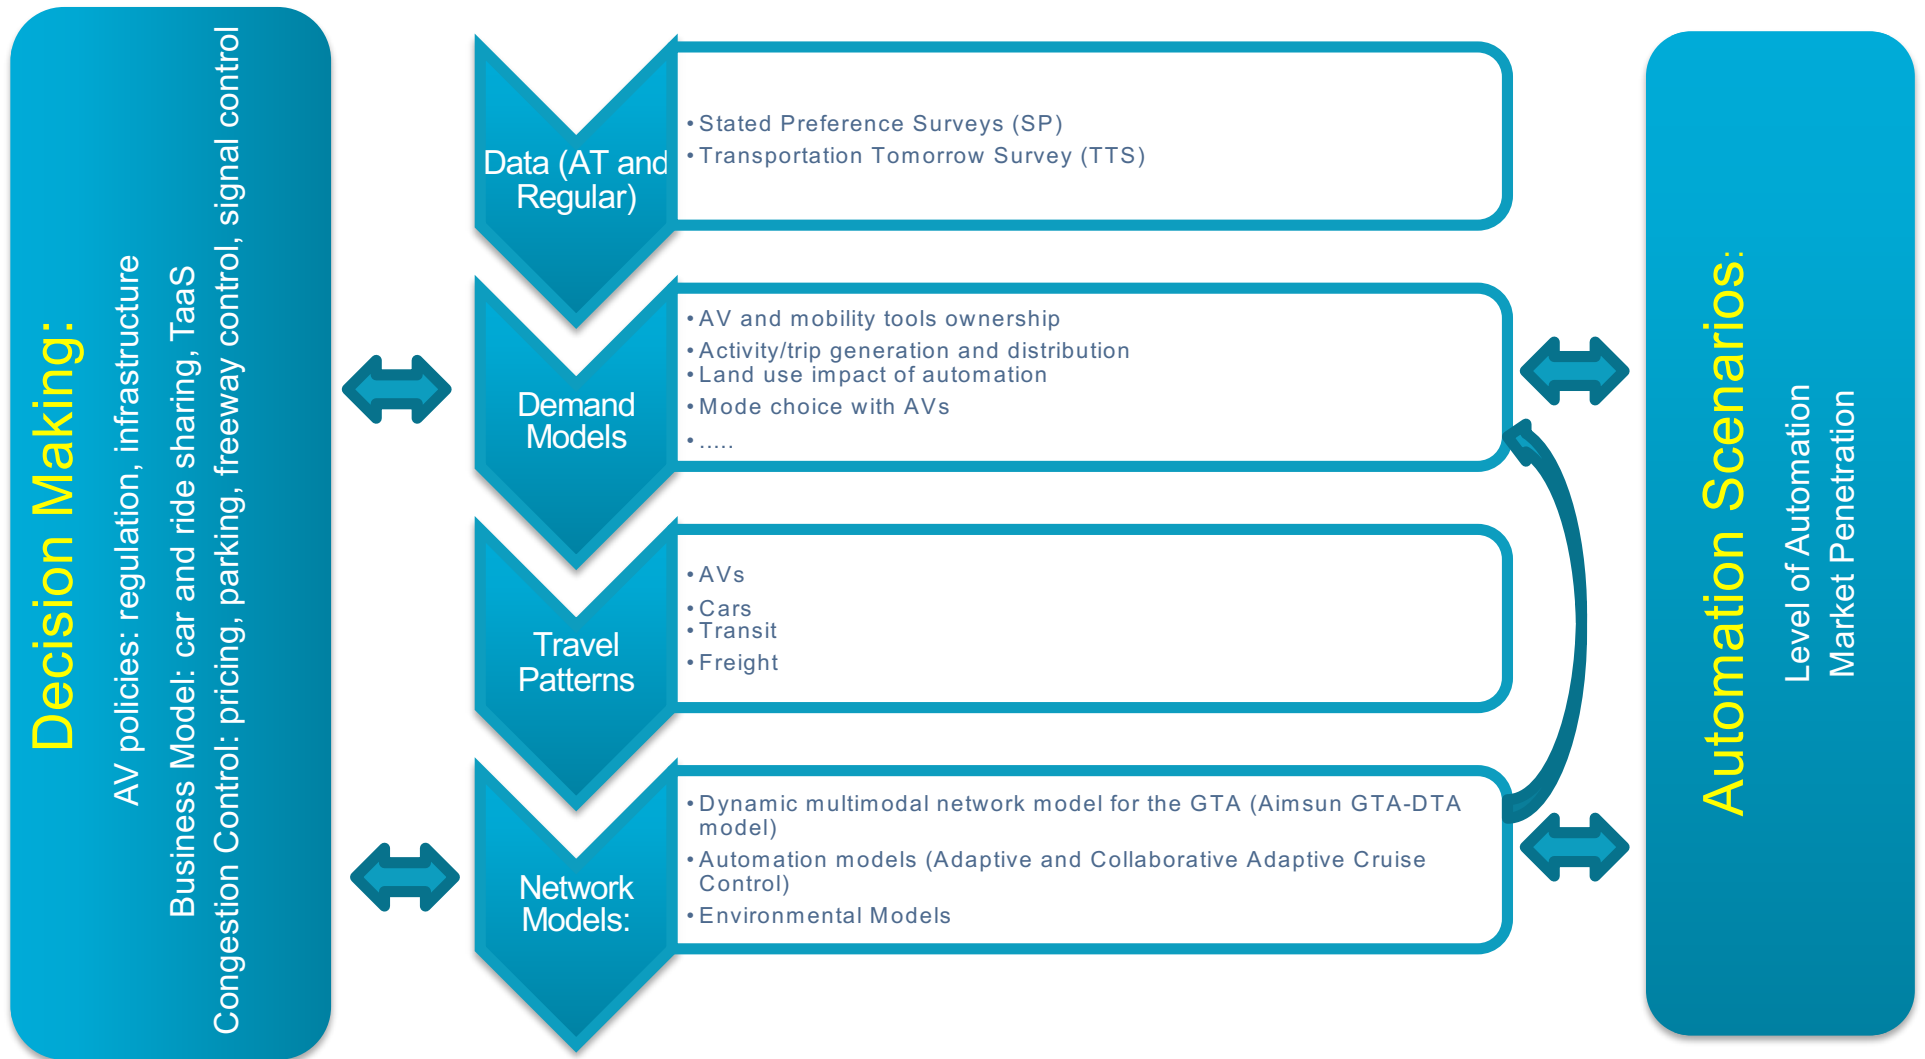 Decision Making:
AV policies: regulation, infrastructure
Business Model: car and ride sharing, TaaS
Congestion Control: pricing, parking, freeway control, signal control
Data (AT and
Regular)
• Stated Preference Surveys (SP)
• Transportation Tomorrow Survey (TTS)
Demand
Models
• AV and mobility tools ownership
• Activity/trip generation and distribution
• Land use impact of automation
• Mode choice with AVs
• .....
Travel
Patterns
• AVs
• Cars
• Transit
• Freight
Network
Models:
• Dynamic multimodal network model for the GTA (Aimsun GTA-DTA
model)
• Automation models (Adaptive and Collaborative Adaptive Cruise
Control)
• Environmental Models
Automation Scenarios:
Level of Automation
Market Penetration